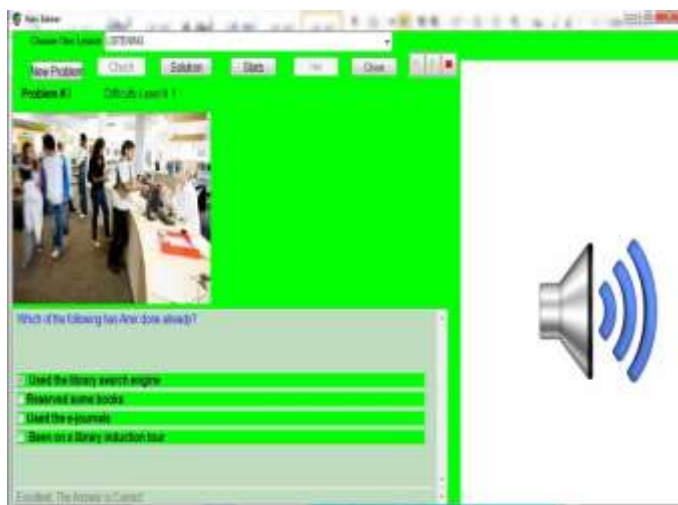 Choose Your Lesson LISTENING
New Problem Check Solution Stats Close
Problem # Difficulty Level # 1
Which of the following has Amir done already?
Used the library search engine
Reserved some books
Used the e-journals
Been on a library induction tour
Excellent. The Answer is Correct!